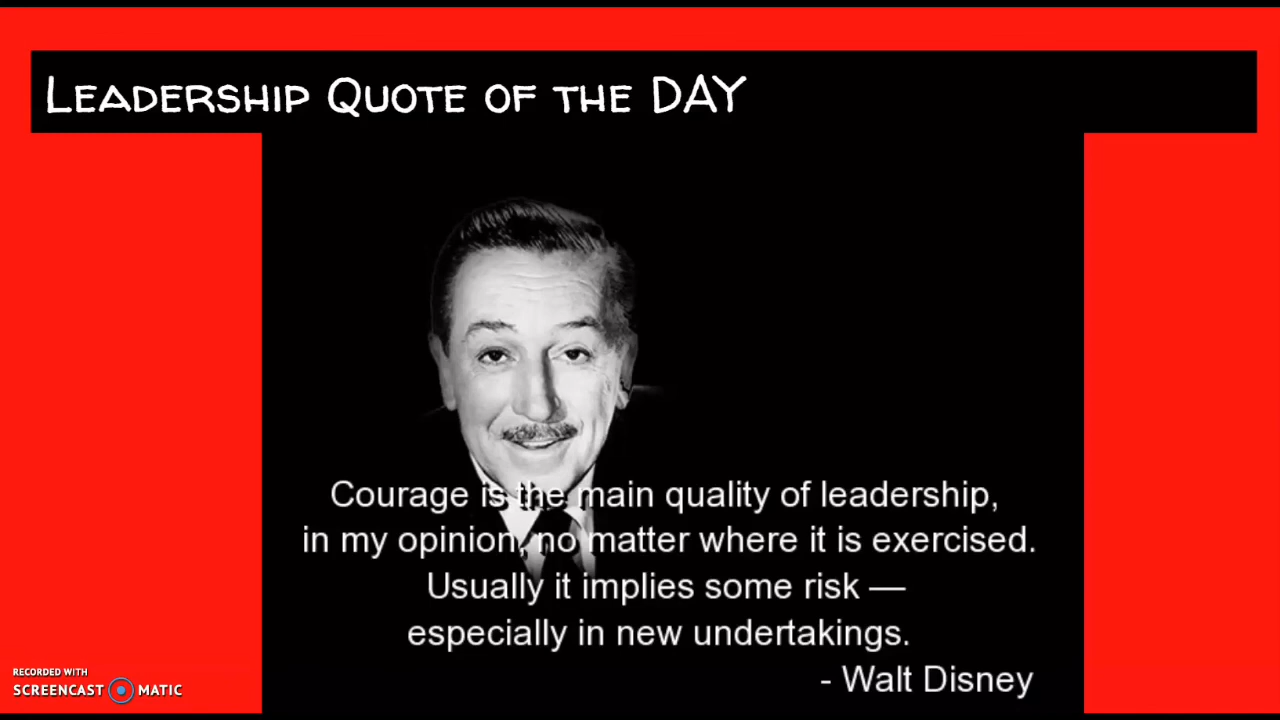 Leadership Quote of the DAY
Courage is the main quality of leadership,
in my opinion, no matter where it is exercised.
Usually it implies some risk —
especially in new undertakings.
- Walt Disney
RECORDED WITH
SCREENCAST MATIC